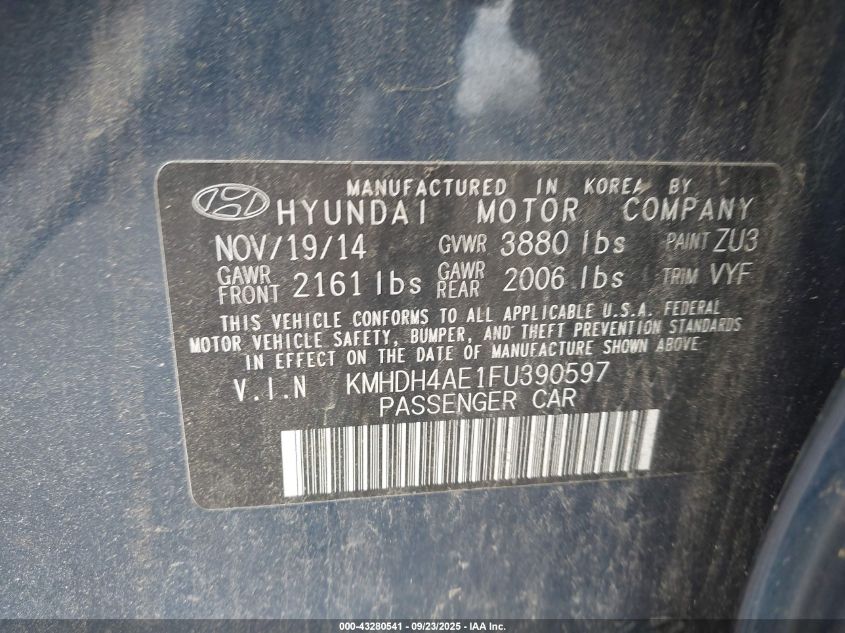 MANUFACTURED IN KOREA BY
HYUNDAI MOTOR COMPANY
NOV/19/14 GVWR 3880 lbs PAINT ZU3
GAWR FRONT 2161 lbs GAWR REAR 2006 lbs TRIM VYF
THIS VEHICLE CONFORMS TO ALL APPLICABLE U.S.A. FEDERAL
MOTOR VEHICLE SAFETY, BUMPER, AND THEFT PREVENTION STANDARDS
IN EFFECT ON THE DATE OF MANUFACTURE SHOWN ABOVE.
V.I.N KMHDH4AE1FU390597
PASSENGER CAR
000-43280541 - 09/23/2025 - IAA Inc.